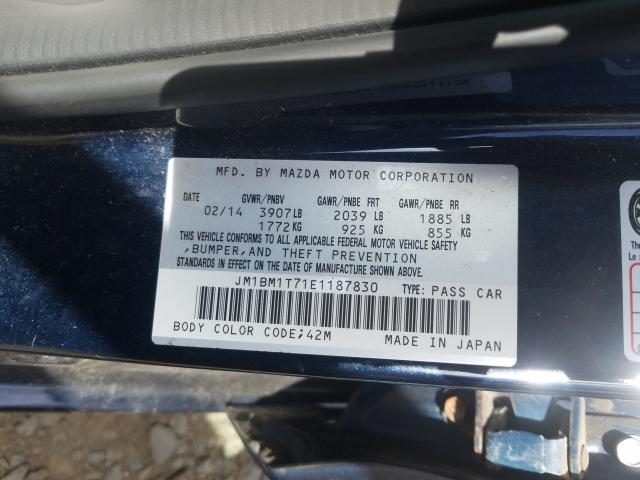 MFD. BY MAZDA MOTOR CORPORATION
DATE GVWR/PNBV GAWR/PNBE FRT GAWR/PNBE RR
02/14 3907LB 2039 LB 1885 LB
1772KG 925 KG 855 KG
THIS VEHICLE CONFORMS TO ALL APPLICABLE FEDERAL MOTOR VEHICLE SAFETY
,BUMPER,AND THEFT PREVENTION
STANDARDS IN EFFECT ON THE DATE OF MANUFACTURE SHOWN ABOVE.
JM1BM1T71E1187830 TYPE: PASS CAR
BODY COLOR CODE;42M MADE IN JAPAN
The
Le